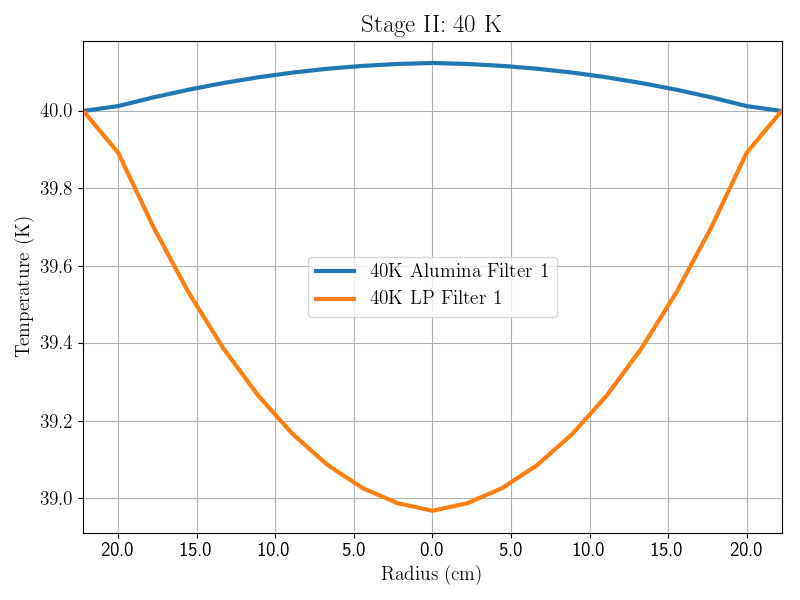 Stage II: 40 K
Temperature (K)
40.0
39.8
39.6
39.4
39.2
39.0
40K Alumina Filter 1
40K LP Filter 1
20.0 15.0 10.0 5.0 0.0 5.0 10.0 15.0 20.0
Radius (cm)